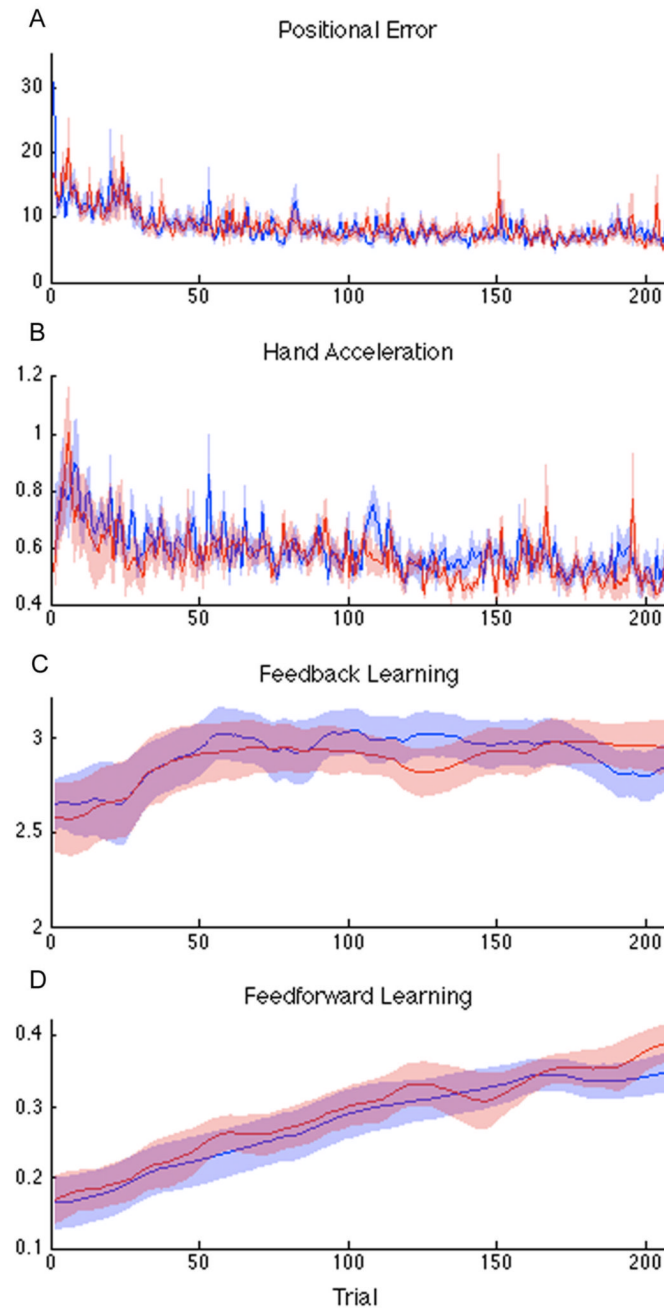 A
Positional Error
30
20
10
0
0 50 100 150 200
B
Hand Acceleration
1.2
1
0.8
0.6
0.4
0 50 100 150 200
C
Feedback Learning
3
2.5
2
0 50 100 150 200
D
Feedforward Learning
0.4
0.3
0.2
0.1
0 50 100 150 200
Trial